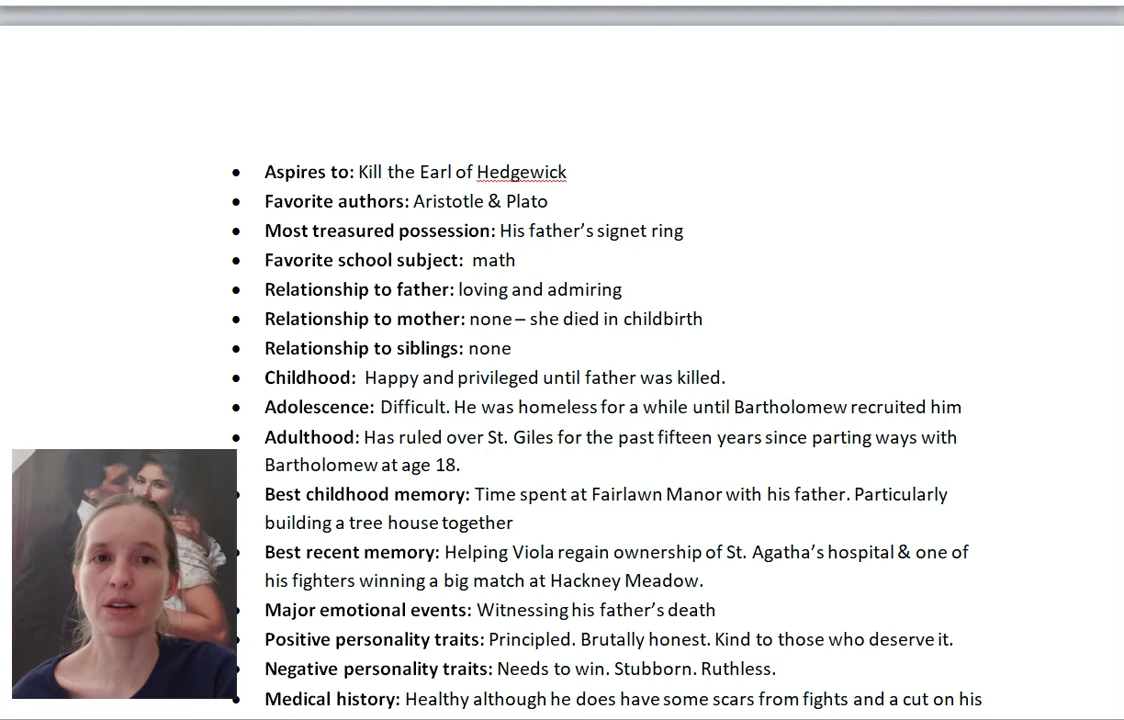 • Aspires to: Kill the Earl of Hedgewick
• Favorite authors: Aristotle & Plato
• Most treasured possession: His father’s signet ring
• Favorite school subject:  math
• Relationship to father: loving and admiring
• Relationship to mother: none – she died in childbirth
• Relationship to siblings: none
• Childhood:  Happy and privileged until father was killed.
• Adolescence: Difficult. He was homeless for a while until Bartholomew recruited him
• Adulthood: Has ruled over St. Giles for the past fifteen years since parting ways with
Bartholomew at age 18.
• Best childhood memory: Time spent at Fairlawn Manor with his father. Particularly
building a tree house together
• Best recent memory: Helping Viola regain ownership of St. Agatha’s hospital & one of
his fighters winning a big match at Hackney Meadow.
• Major emotional events: Witnessing his father’s death
• Positive personality traits: Principled. Brutally honest. Kind to those who deserve it.
• Negative personality traits: Needs to win. Stubborn. Ruthless.
• Medical history: Healthy although he does have some scars from fights and a cut on his